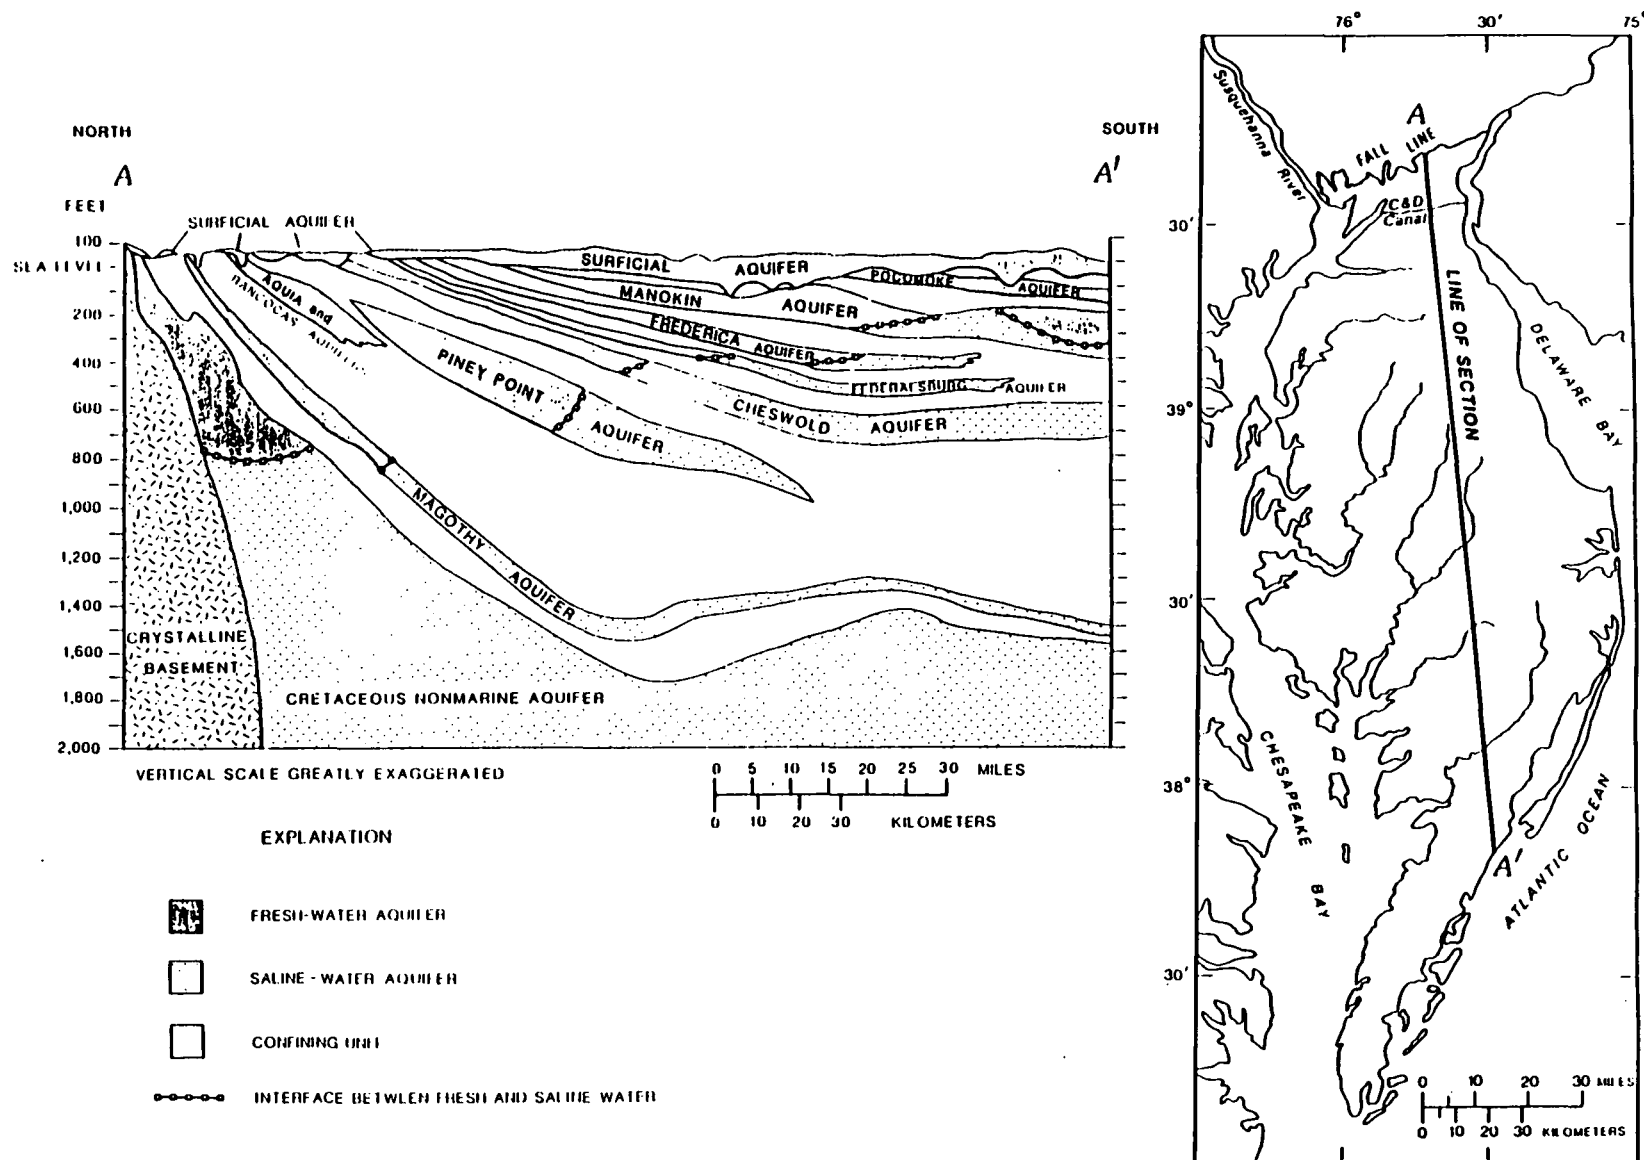 NORTH
SOUTH
A
A'
FEET
SURFICIAL AQUIFER
100
SEA LEVEL
200
400
600
800
1,000
1,200
1,400
1,600
1,800
2,000
SURFICIAL AQUIFER
POCOMOKE AQUIFER
MANOKIN AQUIFER
AQUIA and
RANCOCAS AQUIFER
FREDERICA AQUIFER
FEDERALSBURG AQUIFER
PINEY POINT AQUIFER
CHESWOLD AQUIFER
MAGOTHY AQUIFER
CRYSTALLINE
BASEMENT
CRETACEOUS NONMARINE AQUIFER
VERTICAL SCALE GREATLY EXAGGERATED
0 5 10 15 20 25 30 MILES
0 10 20 30 KILOMETERS
EXPLANATION
FRESH-WATER AQUIFER
SALINE - WATER AQUIFER
CONFINING UNIT
INTERFACE BETWEEN FRESH AND SALINE WATER
76° 30' 75°
Susquehanna River
A
FALL LINE
C&D
Canal
30'
LINE OF SECTION
DELAWARE BAY
39°
30'
CHESAPEAKE BAY
38°
A'
ATLANTIC OCEAN
30'
0 10 20 30 MILES
0 10 20 30 KILOMETERS